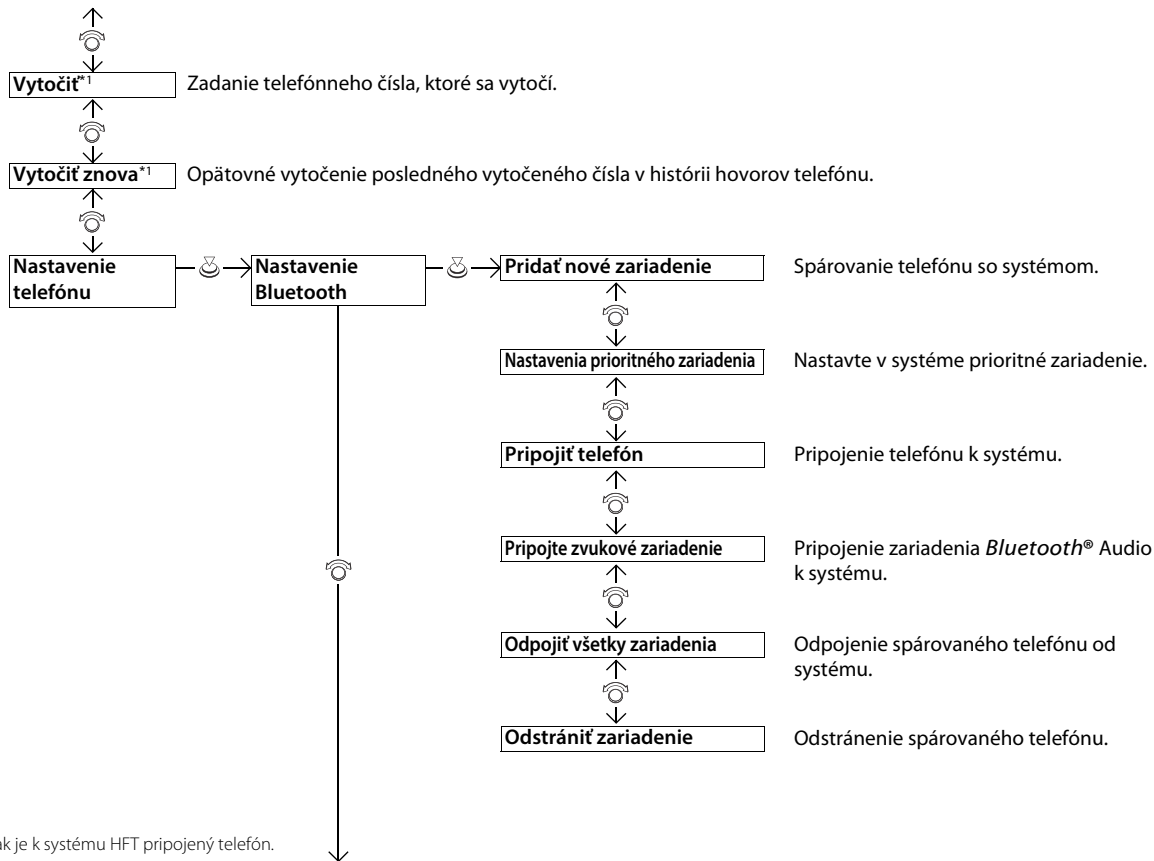 Vytočiť*1
Zadanie telefónneho čísla, ktoré sa vytočí.
Vytočiť znova*1
Opätovné vytočenie posledného vytočeného čísla v histórii hovorov telefónu.
Nastavenie
telefónu
Nastavenie
Bluetooth
Pridať nové zariadenie
Spárovanie telefónu so systémom.
Nastavenia prioritného zariadenia
Nastavte v systéme prioritné zariadenie.
Pripojiť telefón
Pripojenie telefónu k systému.
Pripojte zvukové zariadenie
Pripojenie zariadenia Bluetooth® Audio
k systému.
Odpojiť všetky zariadenia
Odpojenie spárovaného telefónu od
systému.
Odstrániť zariadenie
Odstránenie spárovaného telefónu.
ak je k systému HFT pripojený telefón.